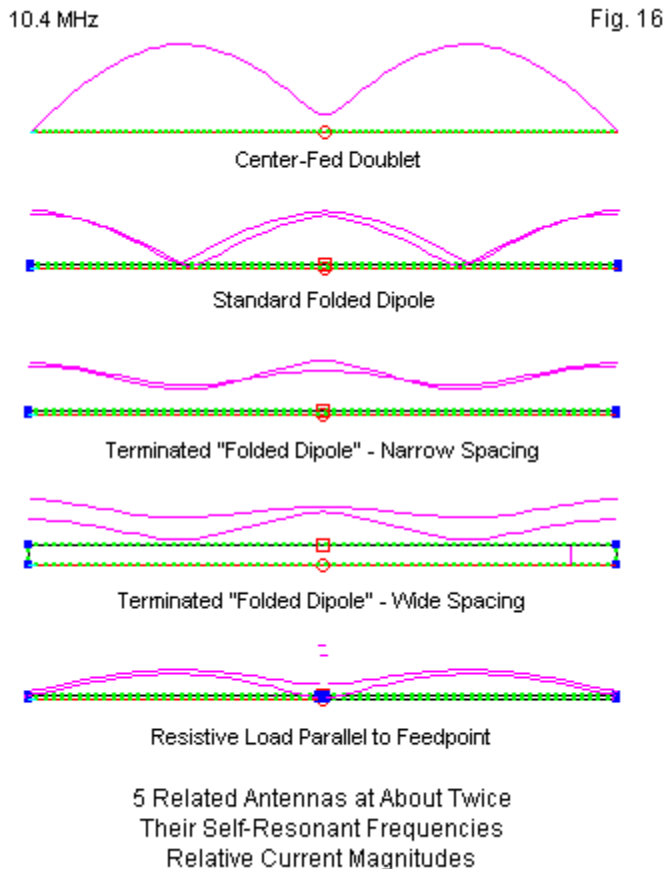 10.4 MHz
Fig. 16
Center-Fed Doublet
Standard Folded Dipole
Terminated "Folded Dipole" - Narrow Spacing
Terminated "Folded Dipole" - Wide Spacing
Resistive Load Parallel to Feedpoint
5 Related Antennas at About Twice
Their Self-Resonant Frequencies
Relative Current Magnitudes